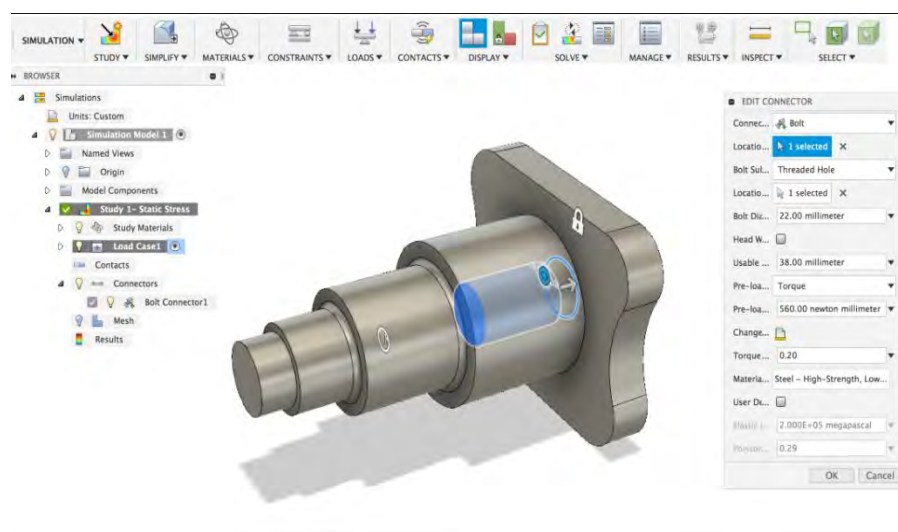 SIMULATION ▾
STUDY ▾ SIMPLIFY ▾ MATERIALS ▾ CONSTRAINTS ▾ LOADS ▾ CONTACTS ▾ DISPLAY ▾ SOLVE ▾ MANAGE ▾ RESULTS ▾ INSPECT ▾ SELECT ▾
BROWSER
Simulations
Units: Custom
Simulation Model 1
Named Views
Origin
Model Components
Study 1- Static Stress
Study Materials
Load Case1
Contacts
Connectors
Bolt Connector1
Mesh
Results
EDIT CONNECTOR
Connec... Bolt
Locatio... 1 selected
Bolt Sul... Threaded Hole
Locatio... 1 selected
Bolt Di... 22.00 millimeter
Head W...
Usable ... 38.00 millimeter
Pre-loa... Torque
Pre-loa... 560.00 newton millimeter
Change...
Torque... 0.20
Materia... Steel - High-Strength, Low...
User De...
Elastic ... 2.000E+05 megapascal
Poisson... 0.29
OK Cancel